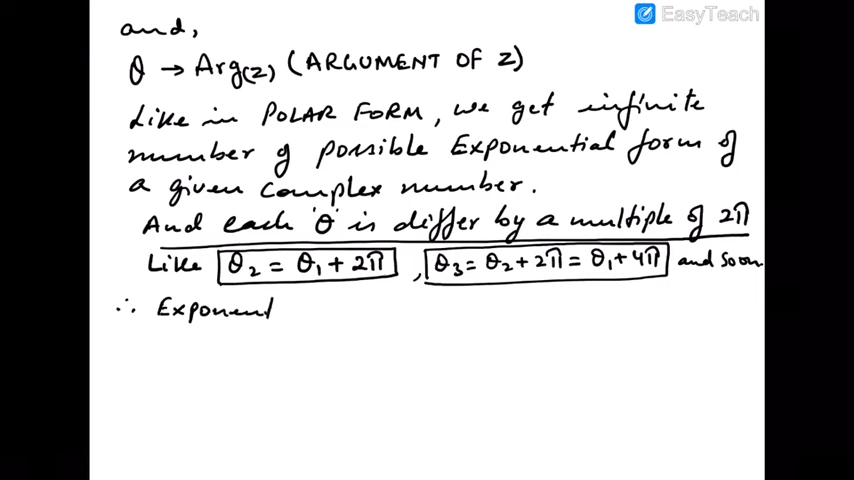 EasyTeach
and,
θ → Arg(z) (ARGUMENT OF Z)
Like in POLAR FORM, we get infinite
number of possible Exponential form of
a given complex number.
And each 'θ' is differ by a multiple of 2π
Like θ₂ = θ₁ + 2π , θ₃ = θ₂ + 2π = θ₁ + 4π and so on
∴ Exponent